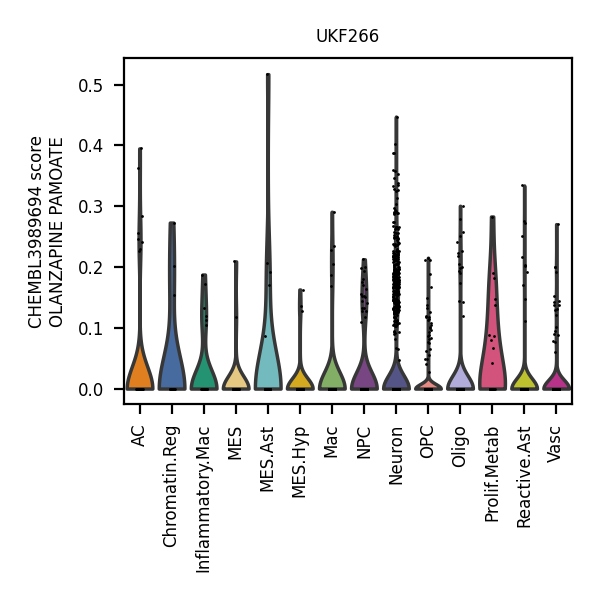 UKF266
CHEMBL3989694 score
OLANZAPINE PAMOATE
0.5
0.4
0.3
0.2
0.1
0.0
AC
Chromatin.Reg
Inflammatory.Mac
MES
MES.Ast
MES.Hyp
Mac
NPC
Neuron
OPC
Oligo
Prolif.Metab
Reactive.Ast
Vasc